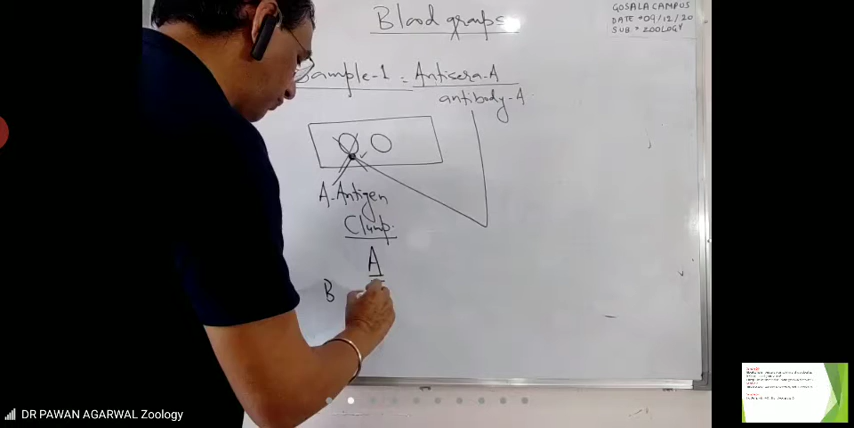 Blood groups
GOSALA CAMPUS
DATE *09/12/20
SUB = ZOOLOGY
Sample-1 = Antisera-A
antibody-A
A-Antigen
Clump.
A
B
DR PAWAN AGARWAL Zoology